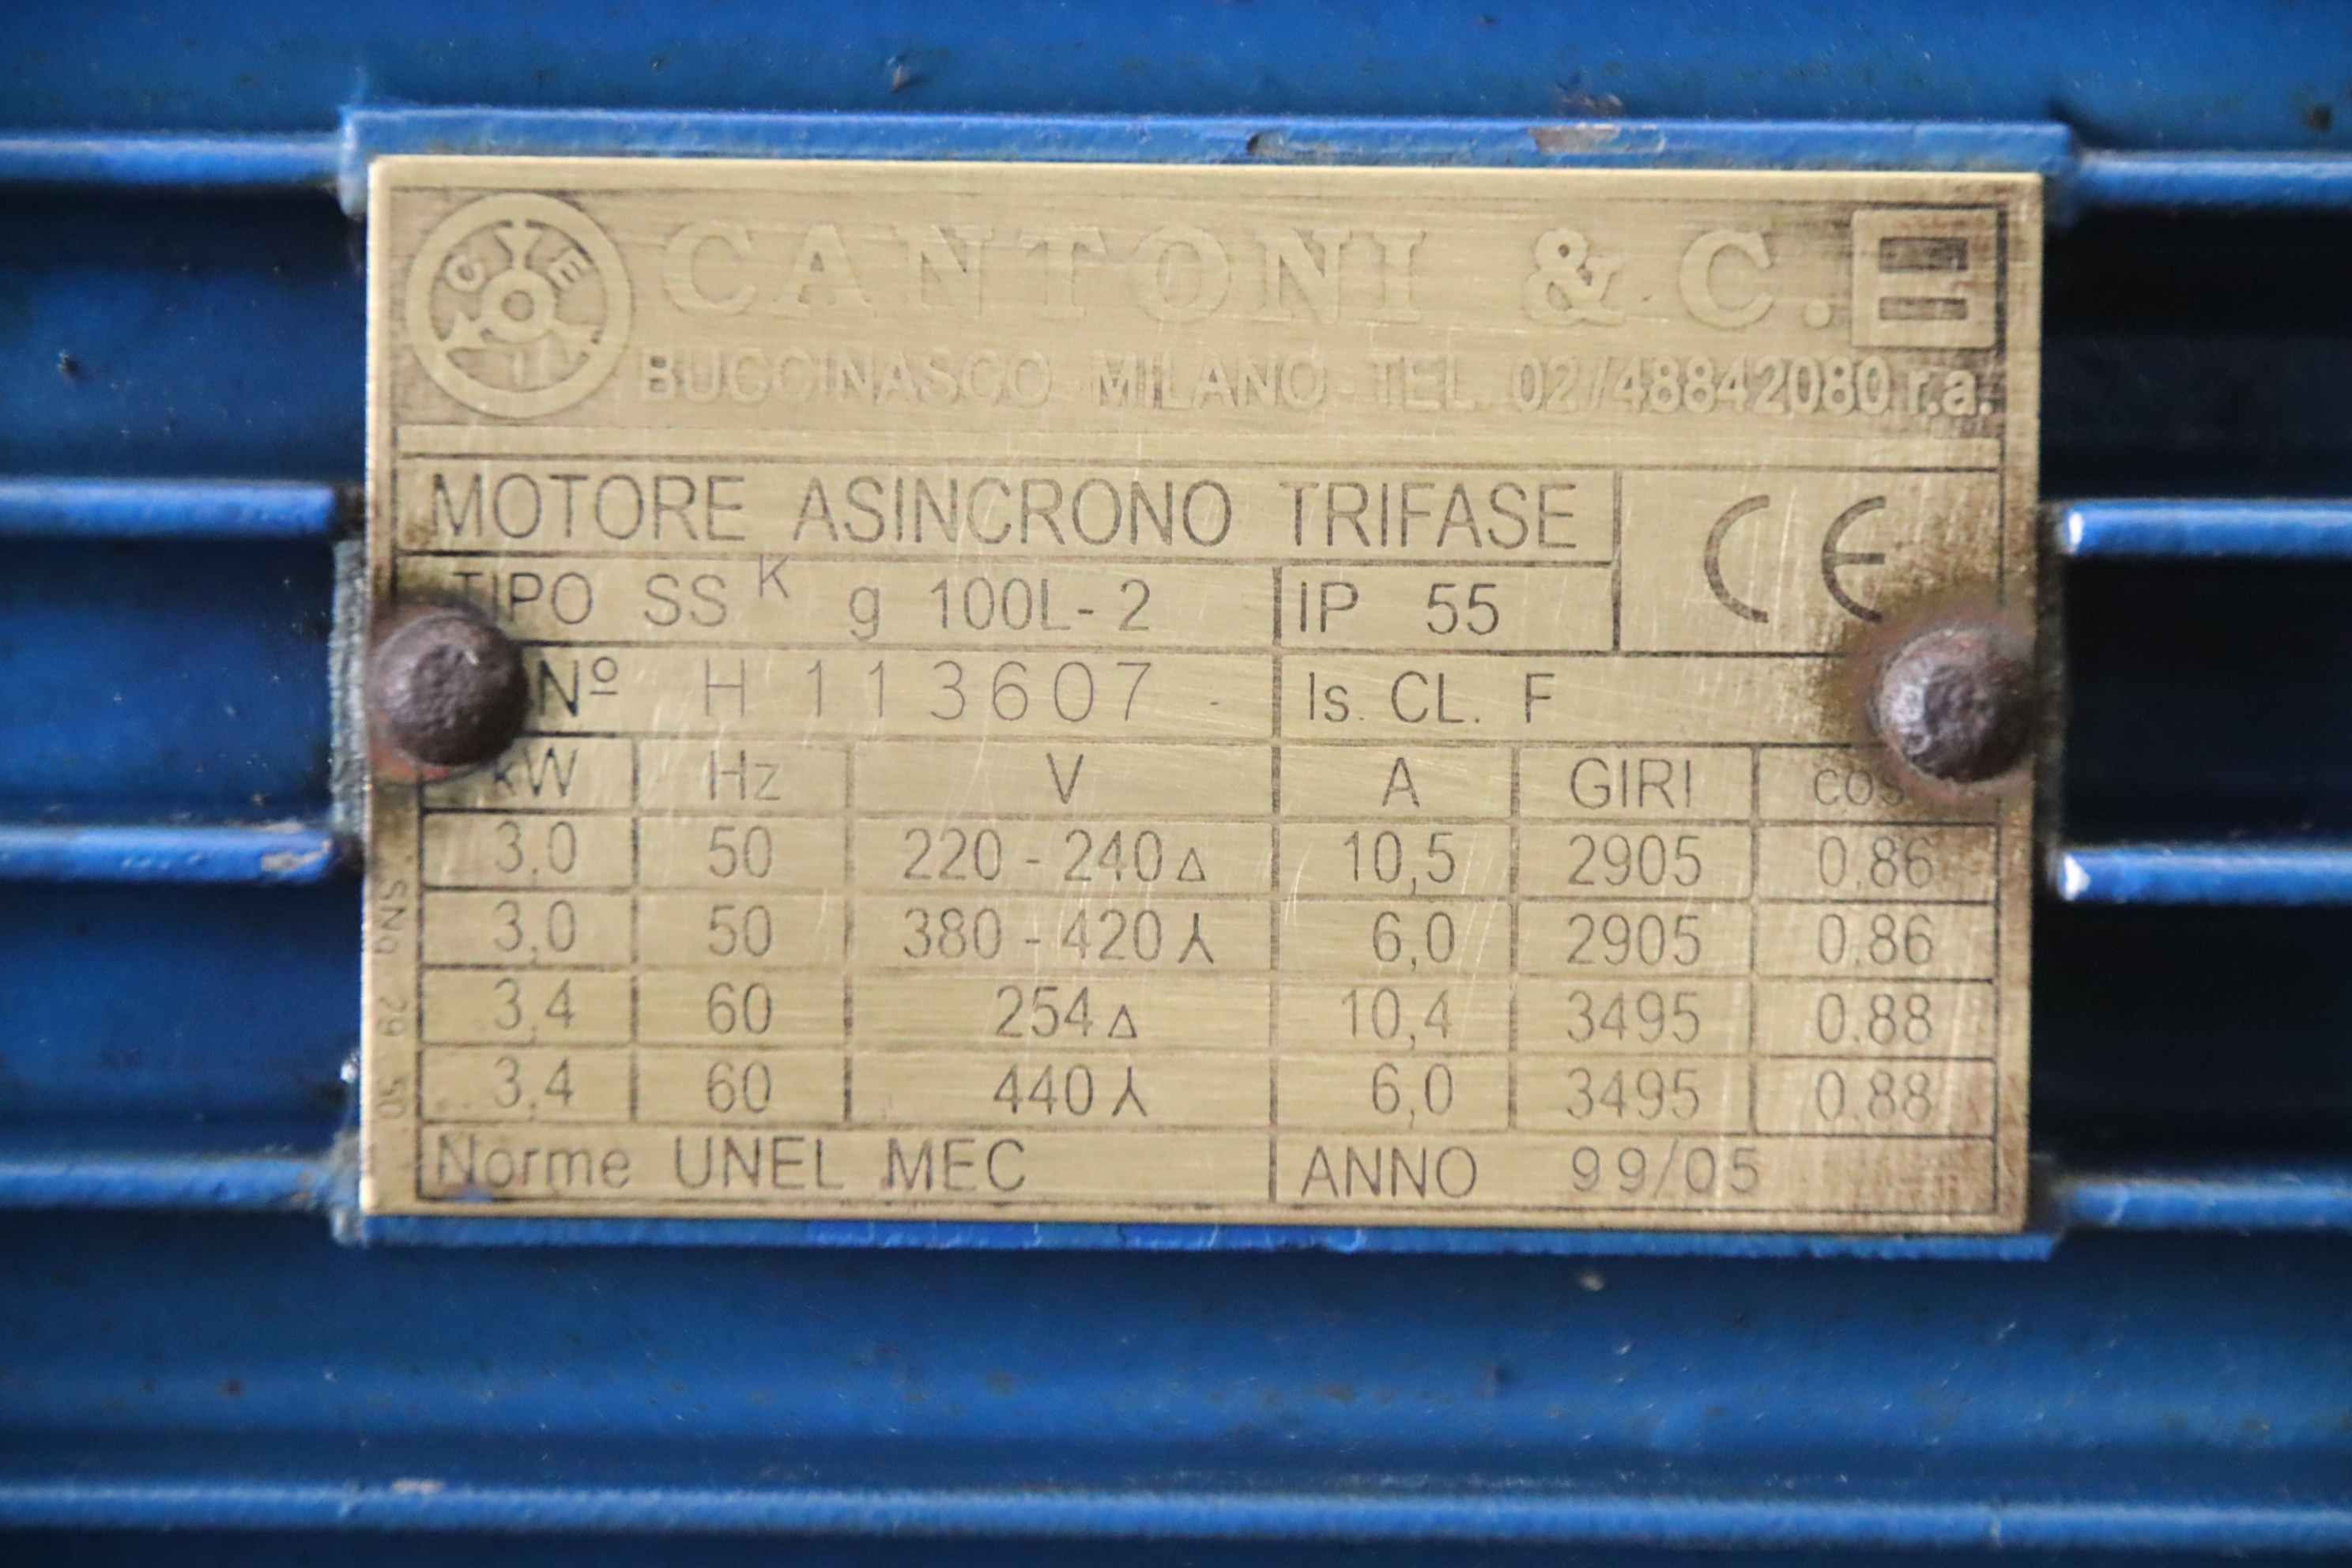 CANTONI & C.
BUCCINASCO MILANO TEL. 02/48842080 r.a.
MOTORE ASINCRONO TRIFASE CE
TIPO SS K g 100L-2 IP 55
Nº H 113607 Is. CL. F
kW Hz V A GIRI cos
3,0 50 220 - 240 Δ 10,5 2905 0.86
3,0 50 380 - 420 ⅄ 6,0 2905 0.86
3,4 60 254 Δ 10,4 3495 0.88
3,4 60 440 ⅄ 6,0 3495 0.88
Norme UNEL MEC ANNO 99/05